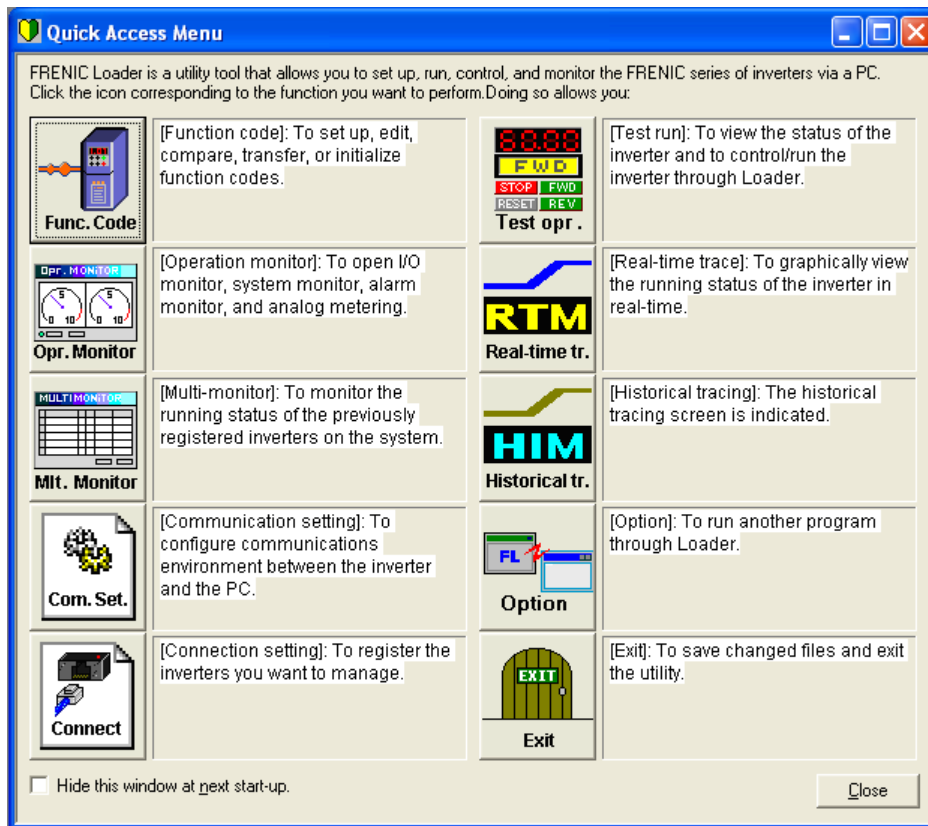 Quick Access Menu
FRENIC Loader is a utility tool that allows you to set up, run, control, and monitor the FRENIC series of inverters via a PC.
Click the icon corresponding to the function you want to perform.Doing so allows you:
Func. Code
[Function code]: To set up, edit,
compare, transfer, or initialize
function codes.
88.88
FWD
STOP FWD
RESET REV
Test opr.
[Test run]: To view the status of the
inverter and to control/run the
inverter through Loader.
Opr. MONITOR
5 5
0 10 0 10
Opr. Monitor
[Operation monitor]: To open I/O
monitor, system monitor, alarm
monitor, and analog metering.
RTM
Real-time tr.
[Real-time trace]: To graphically view
the running status of the inverter in
real-time.
MULTI MONITOR
Mlt. Monitor
[Multi-monitor]: To monitor the
running status of the previously
registered inverters on the system.
HIM
Historical tr.
[Historical tracing]: The historical
tracing screen is indicated.
Com. Set.
[Communication setting]: To
configure communications
environment between the inverter
and the PC.
FL
Option
[Option]: To run another program
through Loader.
Connect
[Connection setting]: To register the
inverters you want to manage.
EXIT
Exit
[Exit]: To save changed files and exit
the utility.
Hide this window at next start-up.
Close